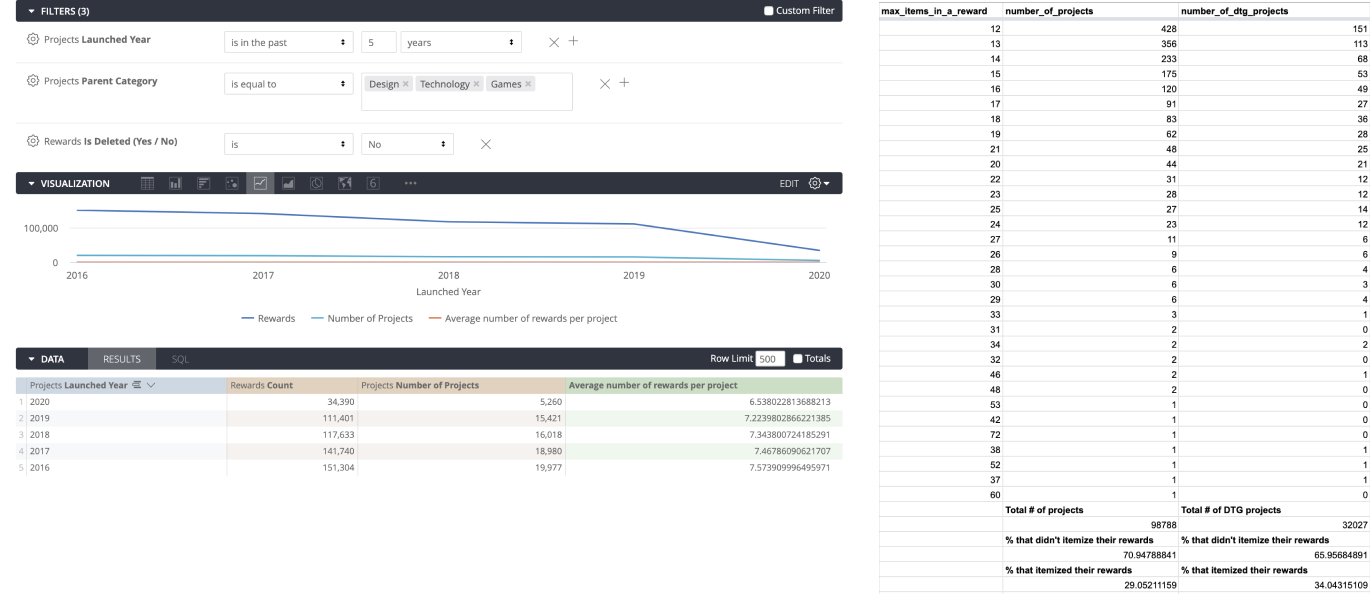 FILTERS (3) Custom Filter
Projects Launched Year is in the past 5 years
Projects Parent Category is equal to Design Technology Games
Rewards Is Deleted (Yes / No) is No
VISUALIZATION 6 EDIT
100,000
0
2016 2017 2018 2019 2020
Launched Year
Rewards Number of Projects Average number of rewards per project
DATA RESULTS SQL Row Limit 500 Totals
Projects Launched Year Rewards Count Projects Number of Projects Average number of rewards per project
1 2020 34,390 5,260 6.538022813688213
2 2019 111,401 15,421 7.2239802866221385
3 2018 117,633 16,018 7.343800724185291
4 2017 141,740 18,980 7.46786090621707
5 2016 151,304 19,977 7.573909996495971
max_items_in_a_reward number_of_projects number_of_dtg_projects
12 428 151
13 356 113
14 233 68
15 175 53
16 120 49
17 91 27
18 83 36
19 62 28
21 48 25
20 44 21
22 31 12
23 28 12
25 27 14
24 23 12
27 11 6
26 9 6
28 6 4
30 6 3
29 6 4
33 3 1
31 2 0
34 2 2
32 2 0
46 2 1
48 2 0
53 1 0
42 1 0
72 1 0
38 1 1
52 1 1
37 1 1
60 1 0
Total # of projects Total # of DTG projects
98788 32027
% that didn't itemize their rewards % that didn't itemize their rewards
70.94788841 65.95684891
% that itemized their rewards % that itemized their rewards
29.05211159 34.04315109